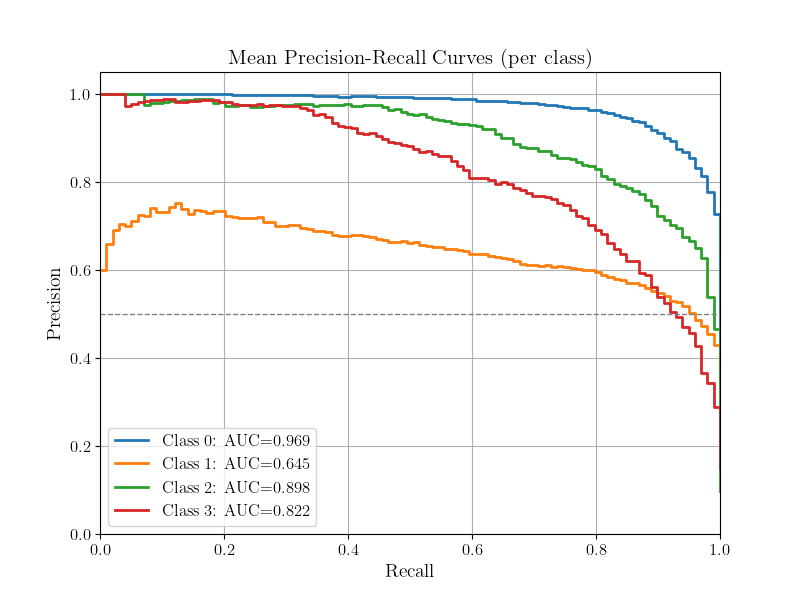 Mean Precision-Recall Curves (per class)
1.0
0.8
0.6
0.4
0.2
0.0
Precision
Class 0: AUC=0.969
Class 1: AUC=0.645
Class 2: AUC=0.898
Class 3: AUC=0.822
0.0 0.2 0.4 0.6 0.8 1.0
Recall